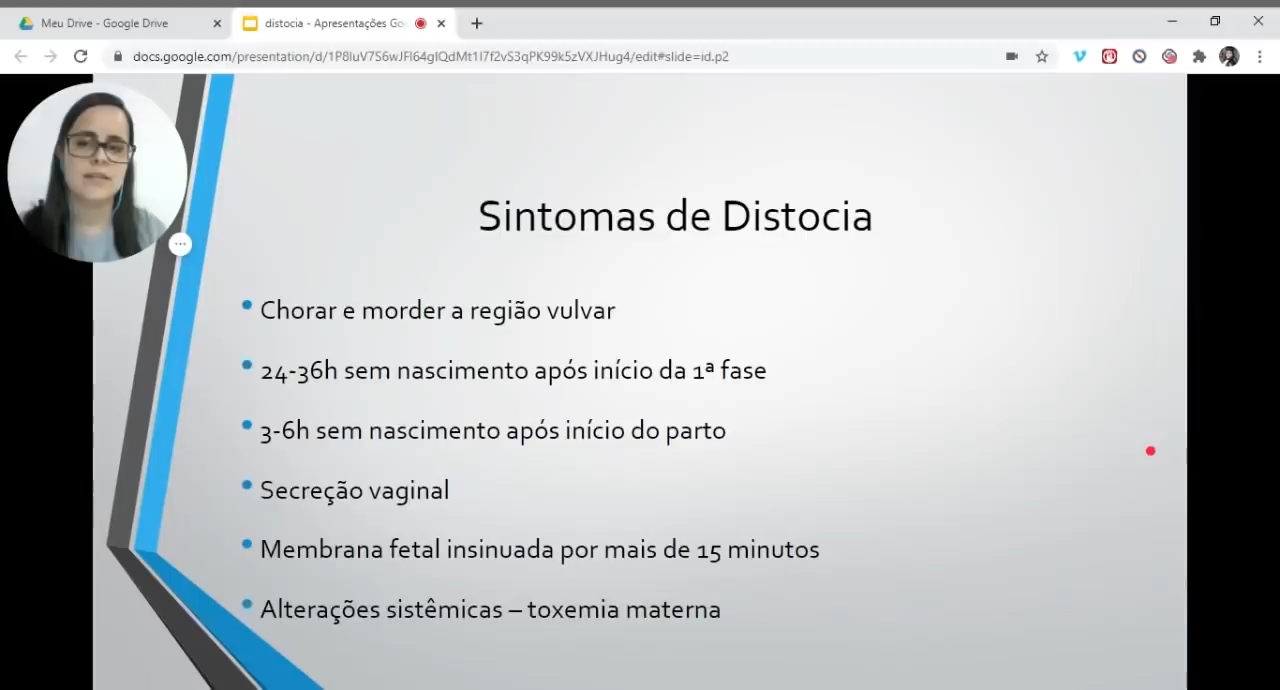 Meu Drive - Google Drive
distocia - Apresentações Go
docs.google.com/presentation/d/1P8IuV7S6wJFl64gIQdMt1I7f2vS3qPK99k5zVXJHug4/edit#slide=id.p2
Sintomas de Distocia
Chorar e morder a região vulvar
24-36h sem nascimento após início da 1ª fase
3-6h sem nascimento após início do parto
Secreção vaginal
Membrana fetal insinuada por mais de 15 minutos
Alterações sistêmicas – toxemia materna